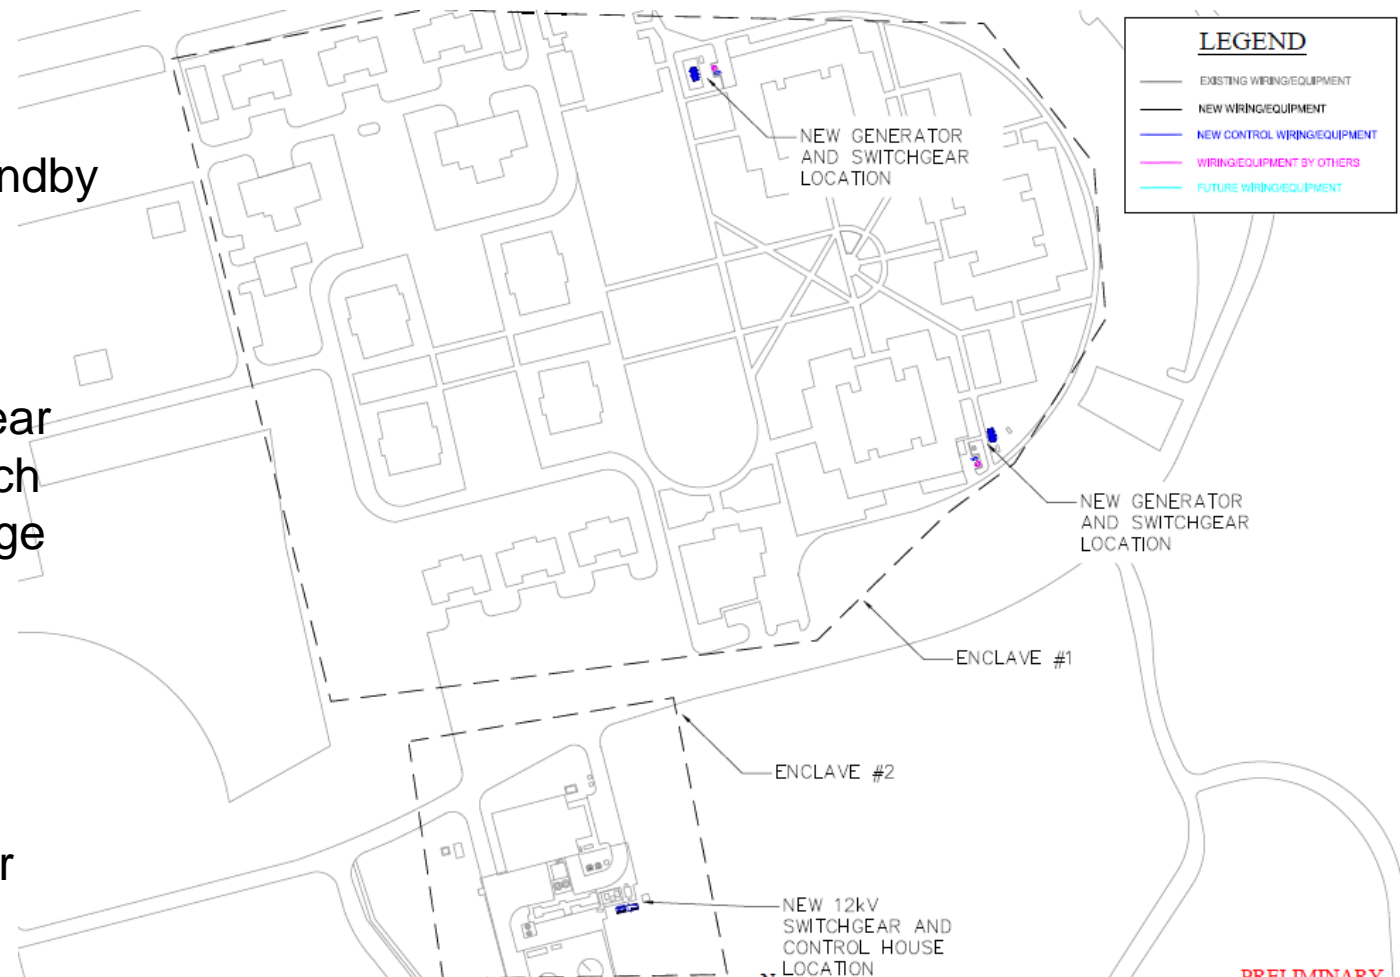 ndby
ear
ch
ge
r
LEGEND
EXISTING WIRING/EQUIPMENT
NEW WIRING/EQUIPMENT
NEW CONTROL WIRING/EQUIPMENT
WIRING/EQUIPMENT BY OTHERS
FUTURE WIRING/EQUIPMENT
NEW GENERATOR
AND SWITCHGEAR
LOCATION
NEW GENERATOR
AND SWITCHGEAR
LOCATION
ENCLAVE #1
ENCLAVE #2
NEW 12kV
SWITCHGEAR AND
CONTROL HOUSE
LOCATION
N
PRELIMINARY